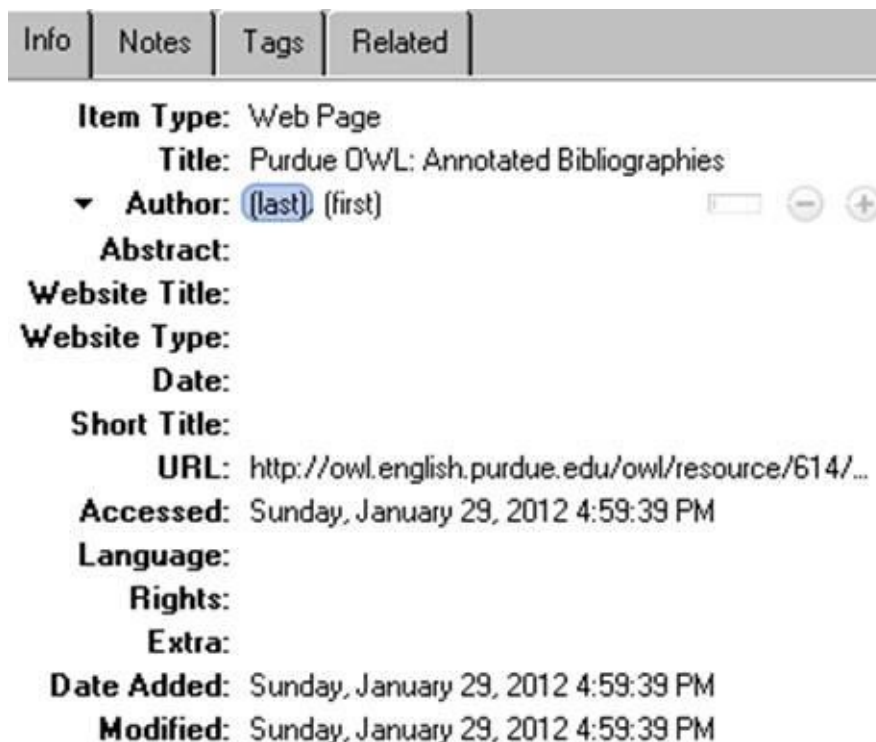 Info Notes Tags Related
Item Type: Web Page
Title: Purdue OWL: Annotated Bibliographies
Author: (last), (first)
Abstract:
Website Title:
Website Type:
Date:
Short Title:
URL: http://owl.english.purdue.edu/owl/resource/614/...
Accessed: Sunday, January 29, 2012 4:59:39 PM
Language:
Rights:
Extra:
Date Added: Sunday, January 29, 2012 4:59:39 PM
Modified: Sunday, January 29, 2012 4:59:39 PM